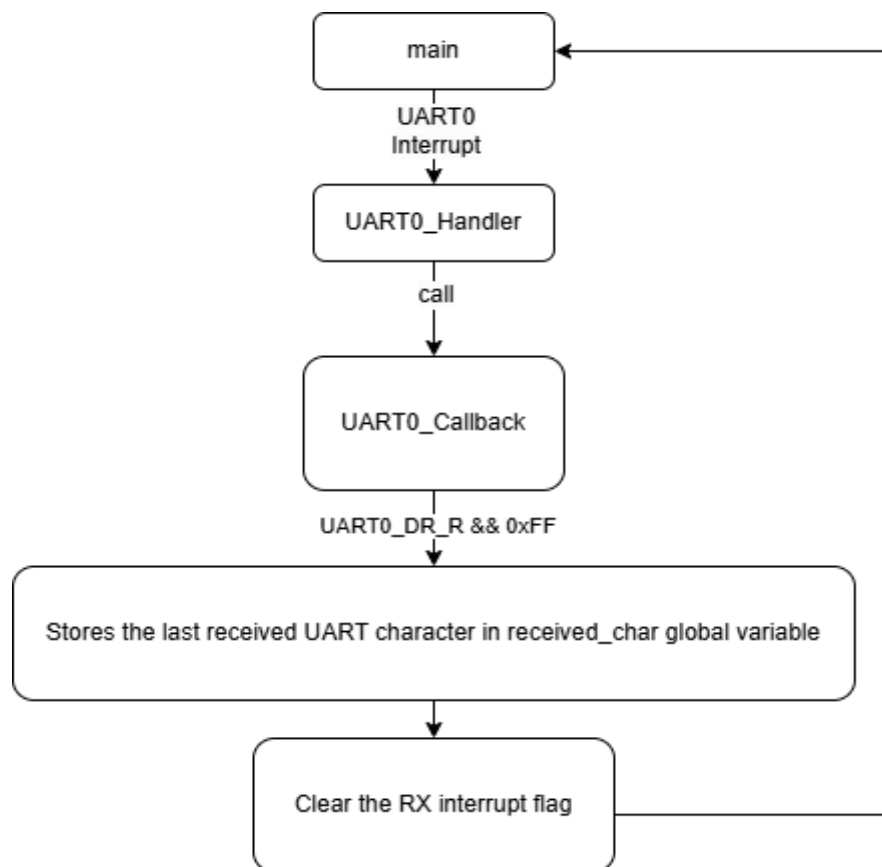 main
UART0
Interrupt
UART0_Handler
call
UART0_Callback
UART0_DR_R && 0xFF
Stores the last received UART character in received_char global variable
Clear the RX interrupt flag